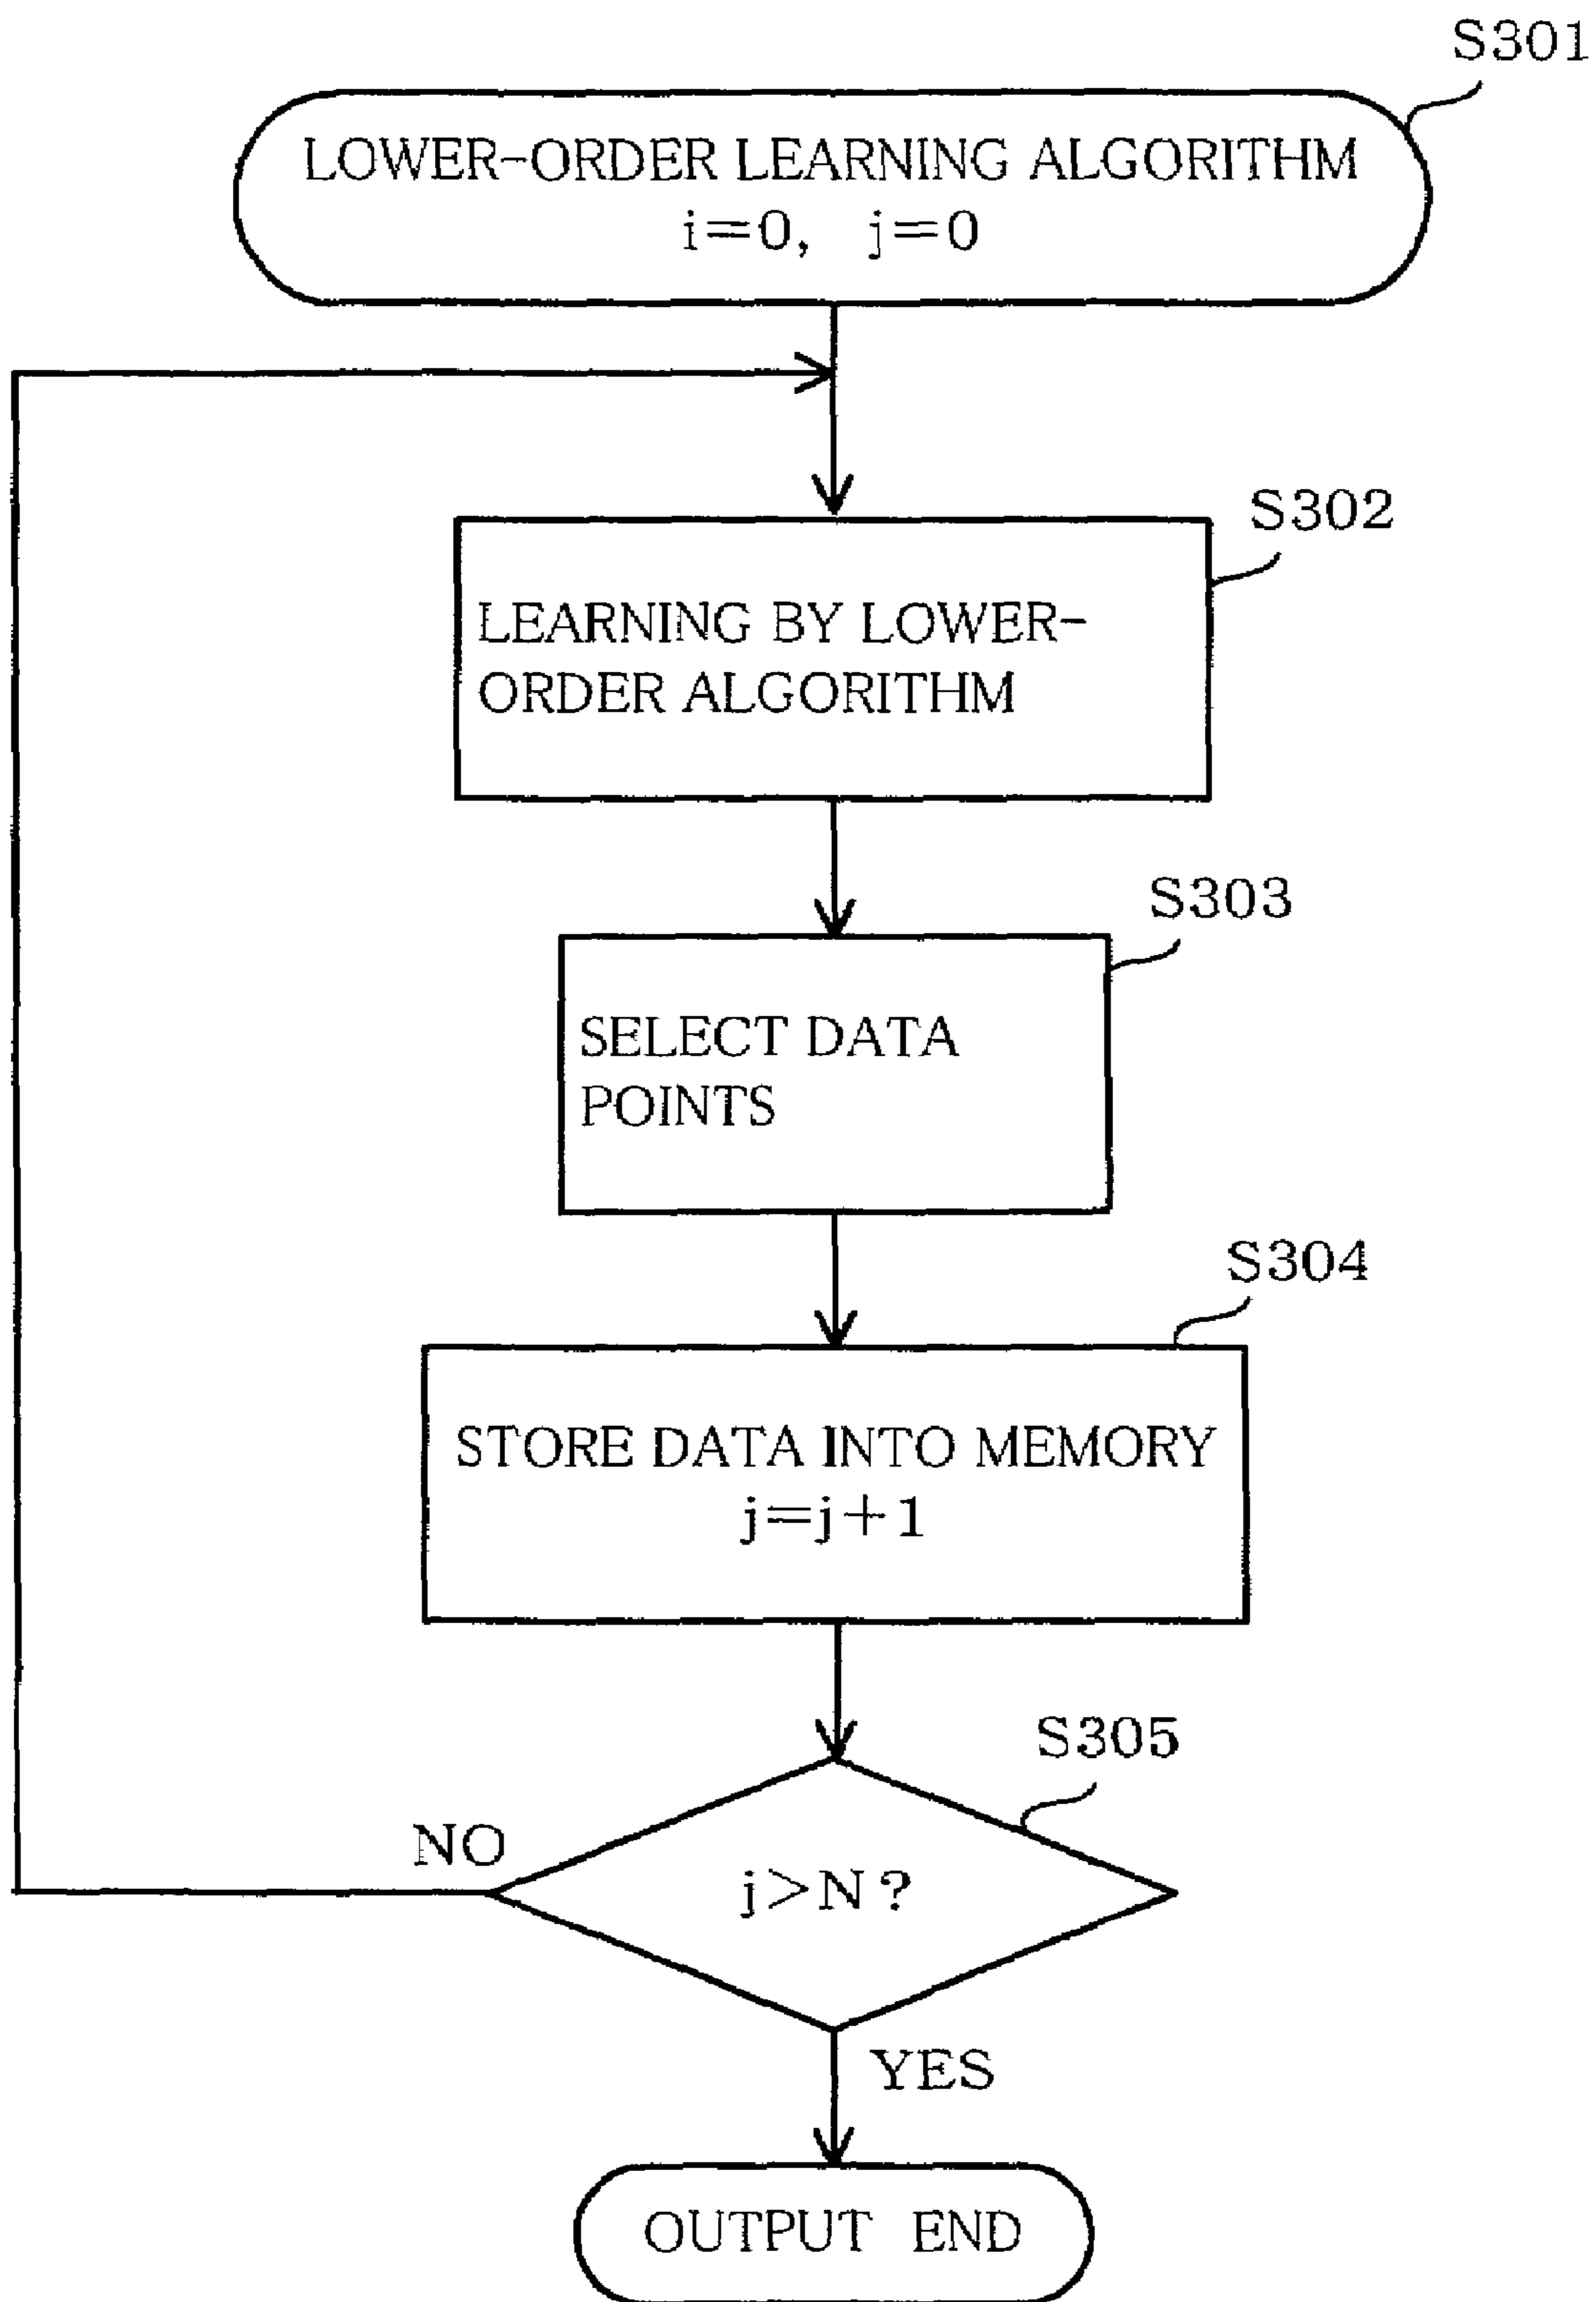 S301
LOWER-ORDER LEARNING ALGORITHM
i=0, j=0
S302
LEARNING BY LOWER-
ORDER ALGORITHM
S303
SELECT DATA
POINTS
S304
STORE DATA INTO MEMORY
j=j+1
S305
NO
j>N?
YES
OUTPUT END